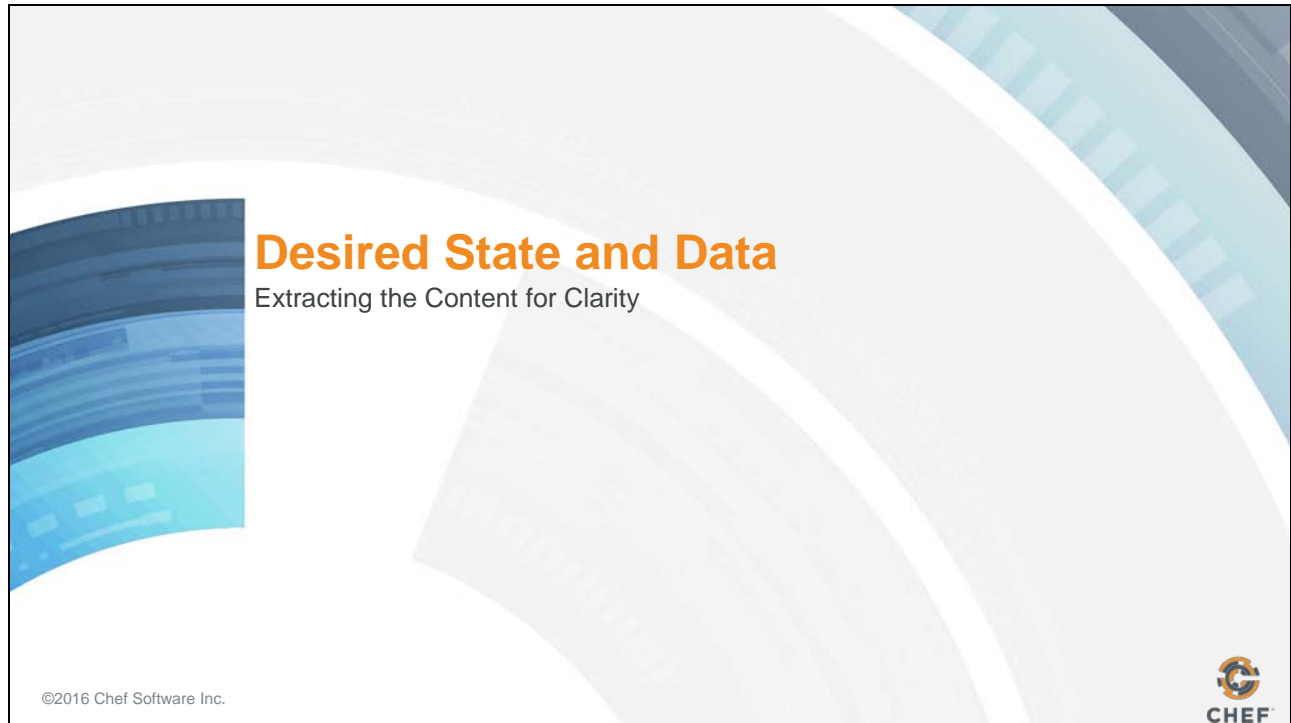 Desired State and Data
Extracting the Content for Clarity
©2016 Chef Software Inc.
CHEF